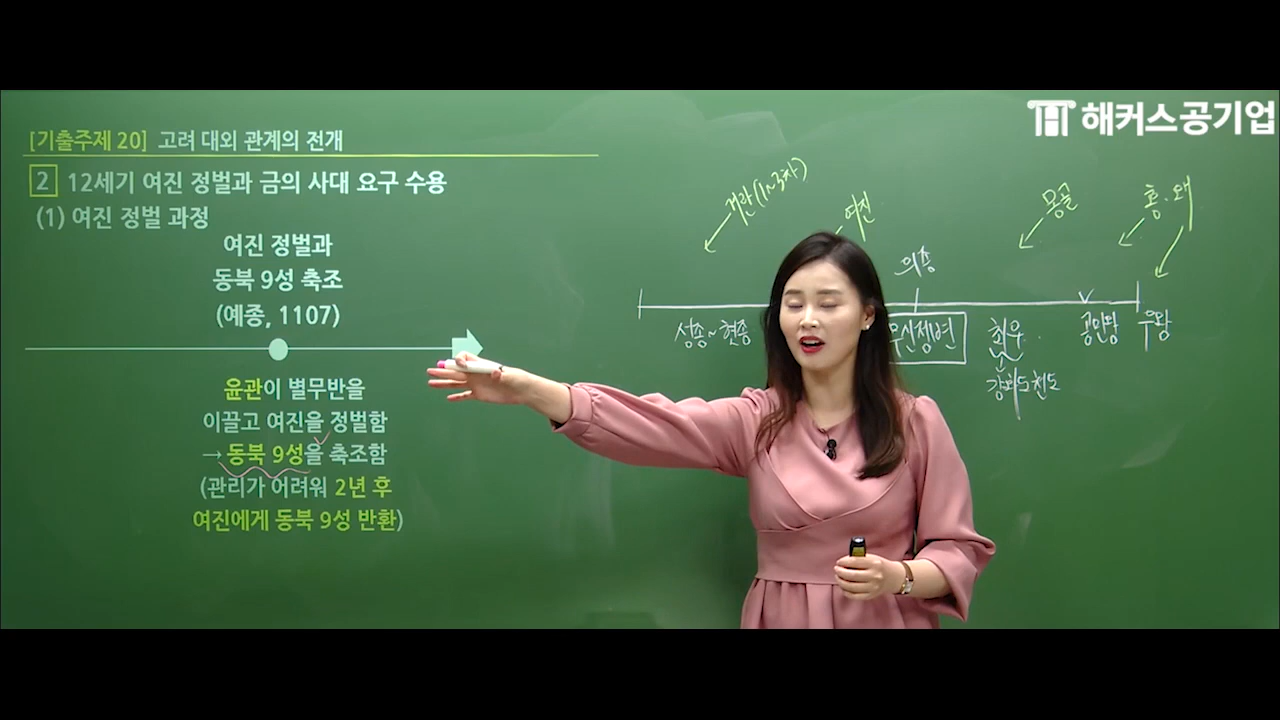 해커스공기업
[기출주제 20] 고려 대외 관계의 전개
2 12세기 여진 정벌과 금의 사대 요구 수용
(1) 여진 정벌 과정
여진 정벌과
동북 9성 축조
(예종, 1107)
윤관이 별무반을
이끌고 여진을 정벌함
→동북 9성을 축조함
(관리가 어려워 2년 후
여진에게 동북 9성 반환)
거란(1~3차)
여진
몽골
홍·왜
의종
성종~현종
무신정변
최우
공민왕
우왕
강화도 천도